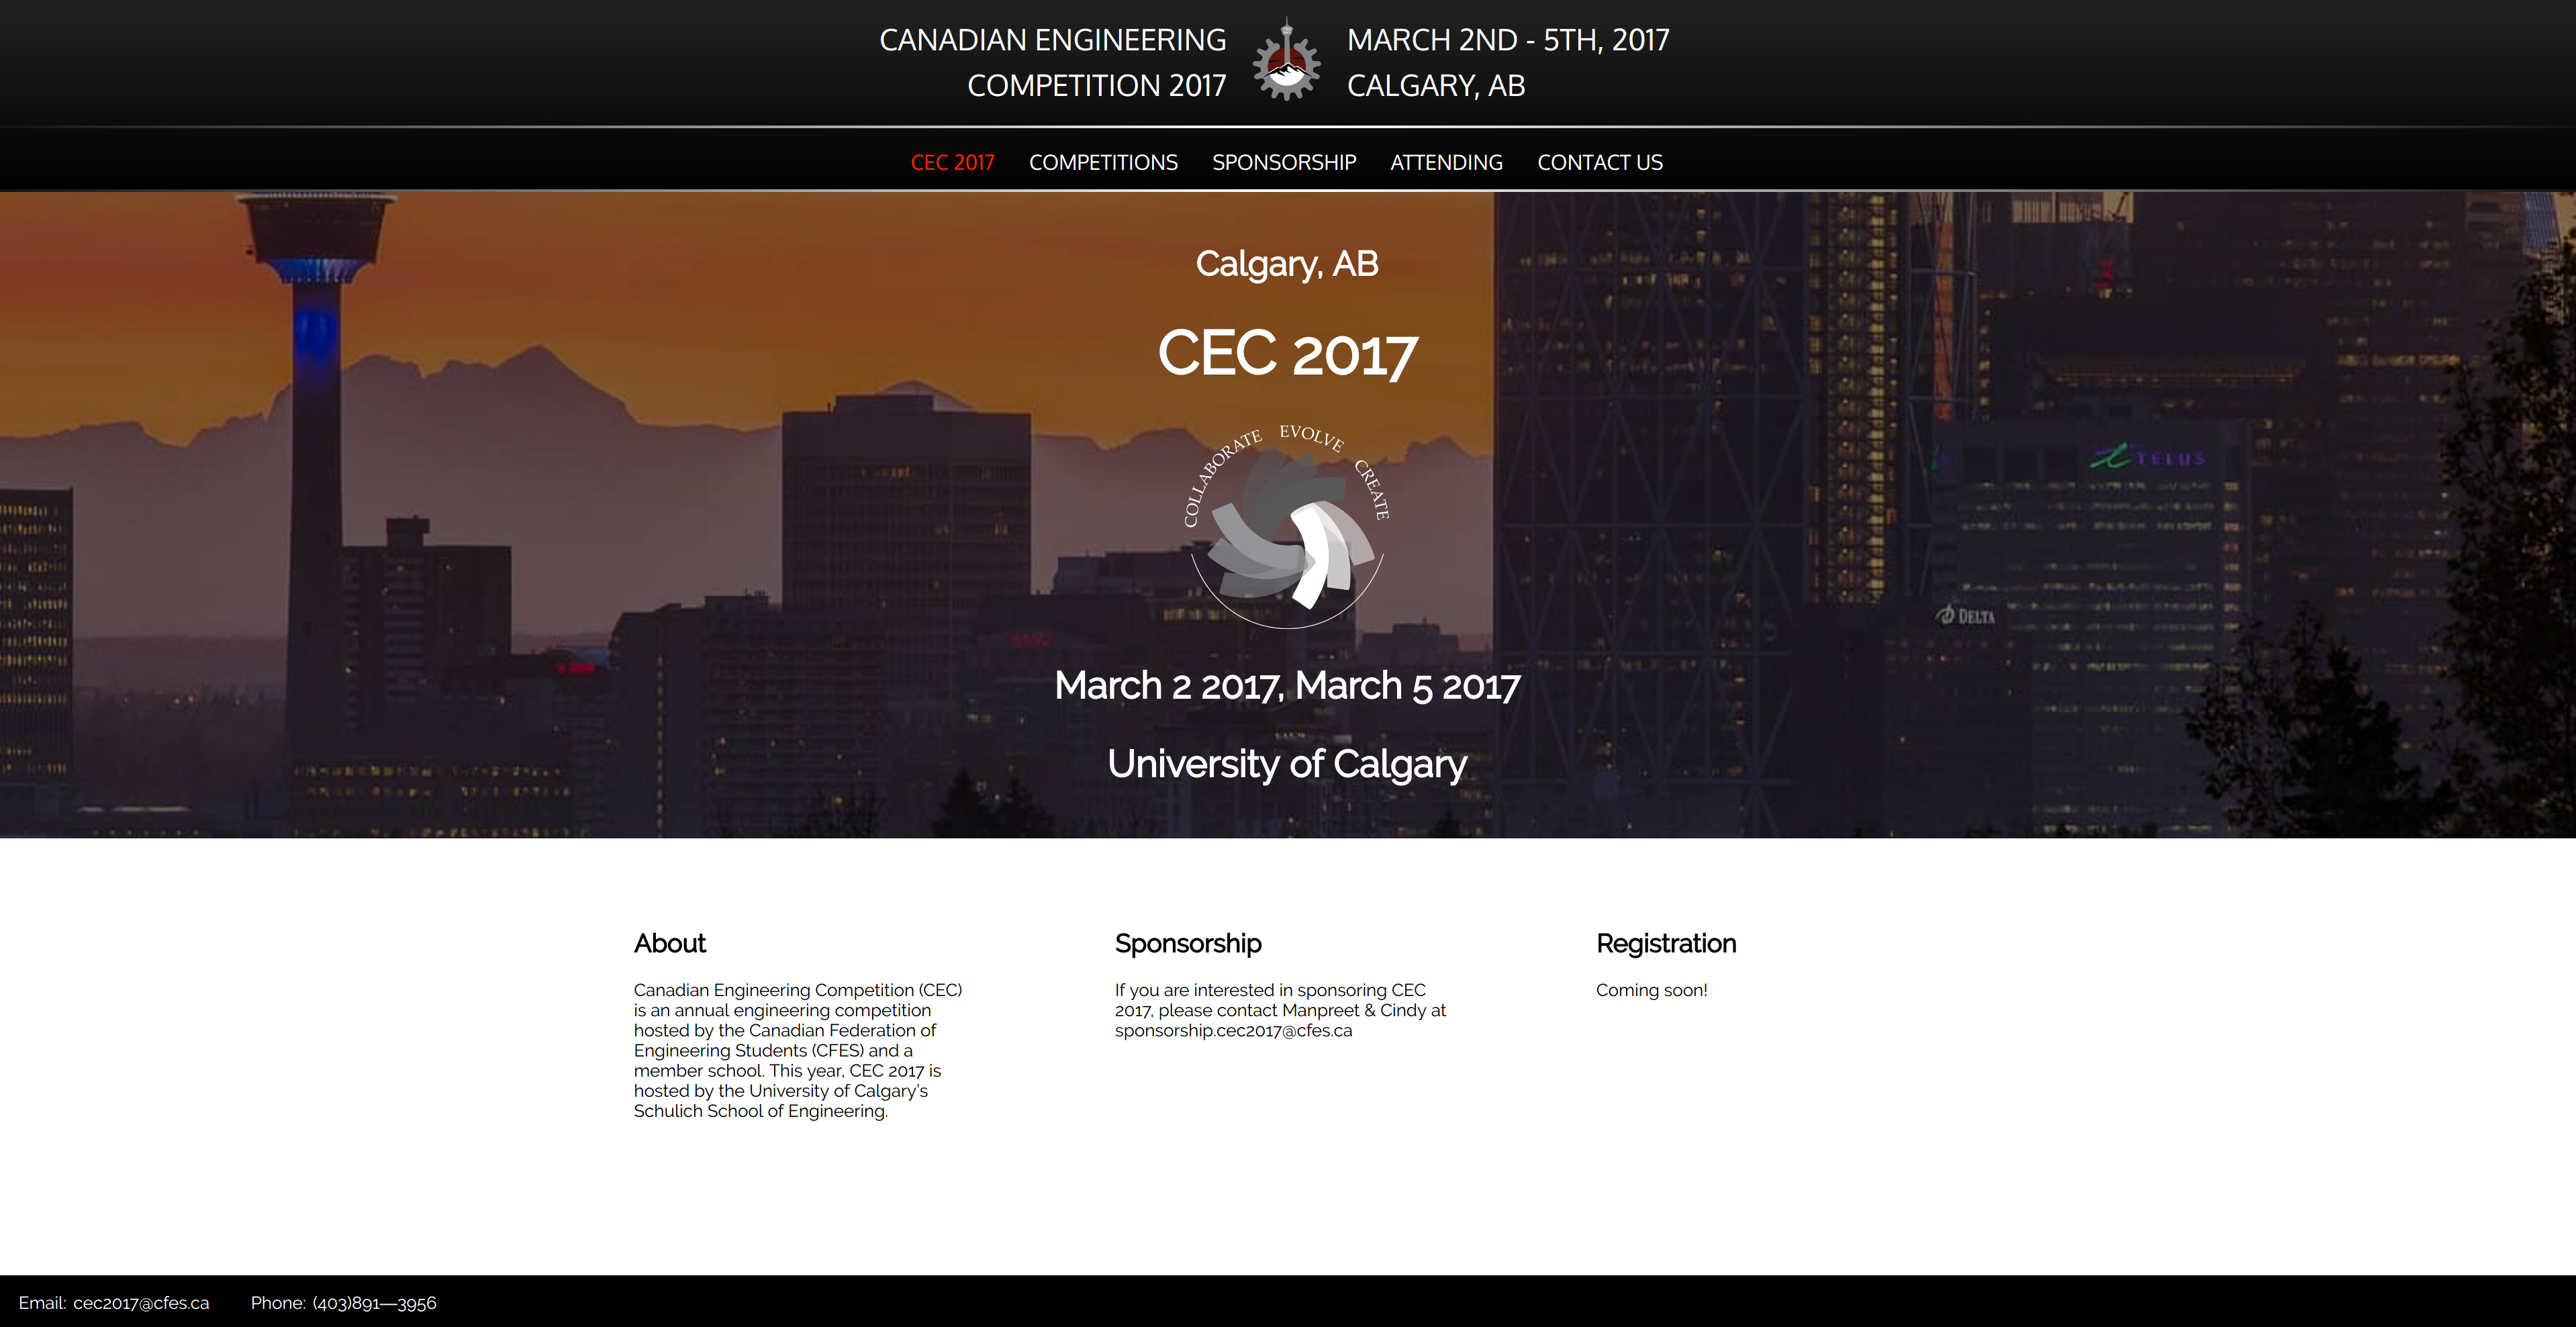 CANADIAN ENGINEERING
COMPETITION 2017
MARCH 2ND - 5TH, 2017
CALGARY, AB
CEC 2017 COMPETITIONS SPONSORSHIP ATTENDING CONTACT US
Calgary, AB
CEC 2017
COLLABORATE EVOLVE CREATE
TELUS
DELTA
March 2 2017, March 5 2017
University of Calgary
About
Canadian Engineering Competition (CEC)
is an annual engineering competition
hosted by the Canadian Federation of
Engineering Students (CFES) and a
member school. This year, CEC 2017 is
hosted by the University of Calgary's
Schulich School of Engineering.
Sponsorship
If you are interested in sponsoring CEC
2017, please contact Manpreet & Cindy at
sponsorship.cec2017@cfes.ca
Registration
Coming soon!
Email: cec2017@cfes.ca Phone: (403)891—3956